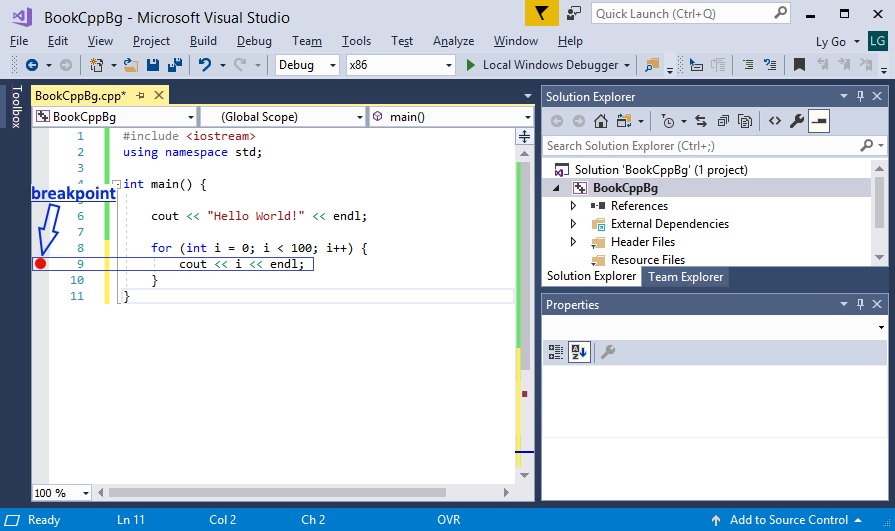 BookCppBg - Microsoft Visual Studio
Quick Launch (Ctrl+Q)
File Edit View Project Build Debug Team Tools Test Analyze Window Help Ly Go LG
Debug x86 Local Windows Debugger
Toolbox
BookCppBg.cpp*
BookCppBg (Global Scope) main()
1 #include <iostream>
2 using namespace std;
3
4 int main() {
breakpoint
6 cout << "Hello World!" << endl;
7
8 for (int i = 0; i < 100; i++) {
9 cout << i << endl;
10 }
11 }
100 %
Solution Explorer
Search Solution Explorer (Ctrl+;)
Solution 'BookCppBg' (1 project)
BookCppBg
References
External Dependencies
Header Files
Resource Files
Solution Explorer Team Explorer
Properties
Ready Ln 11 Col 2 Ch 2 OVR Add to Source Control